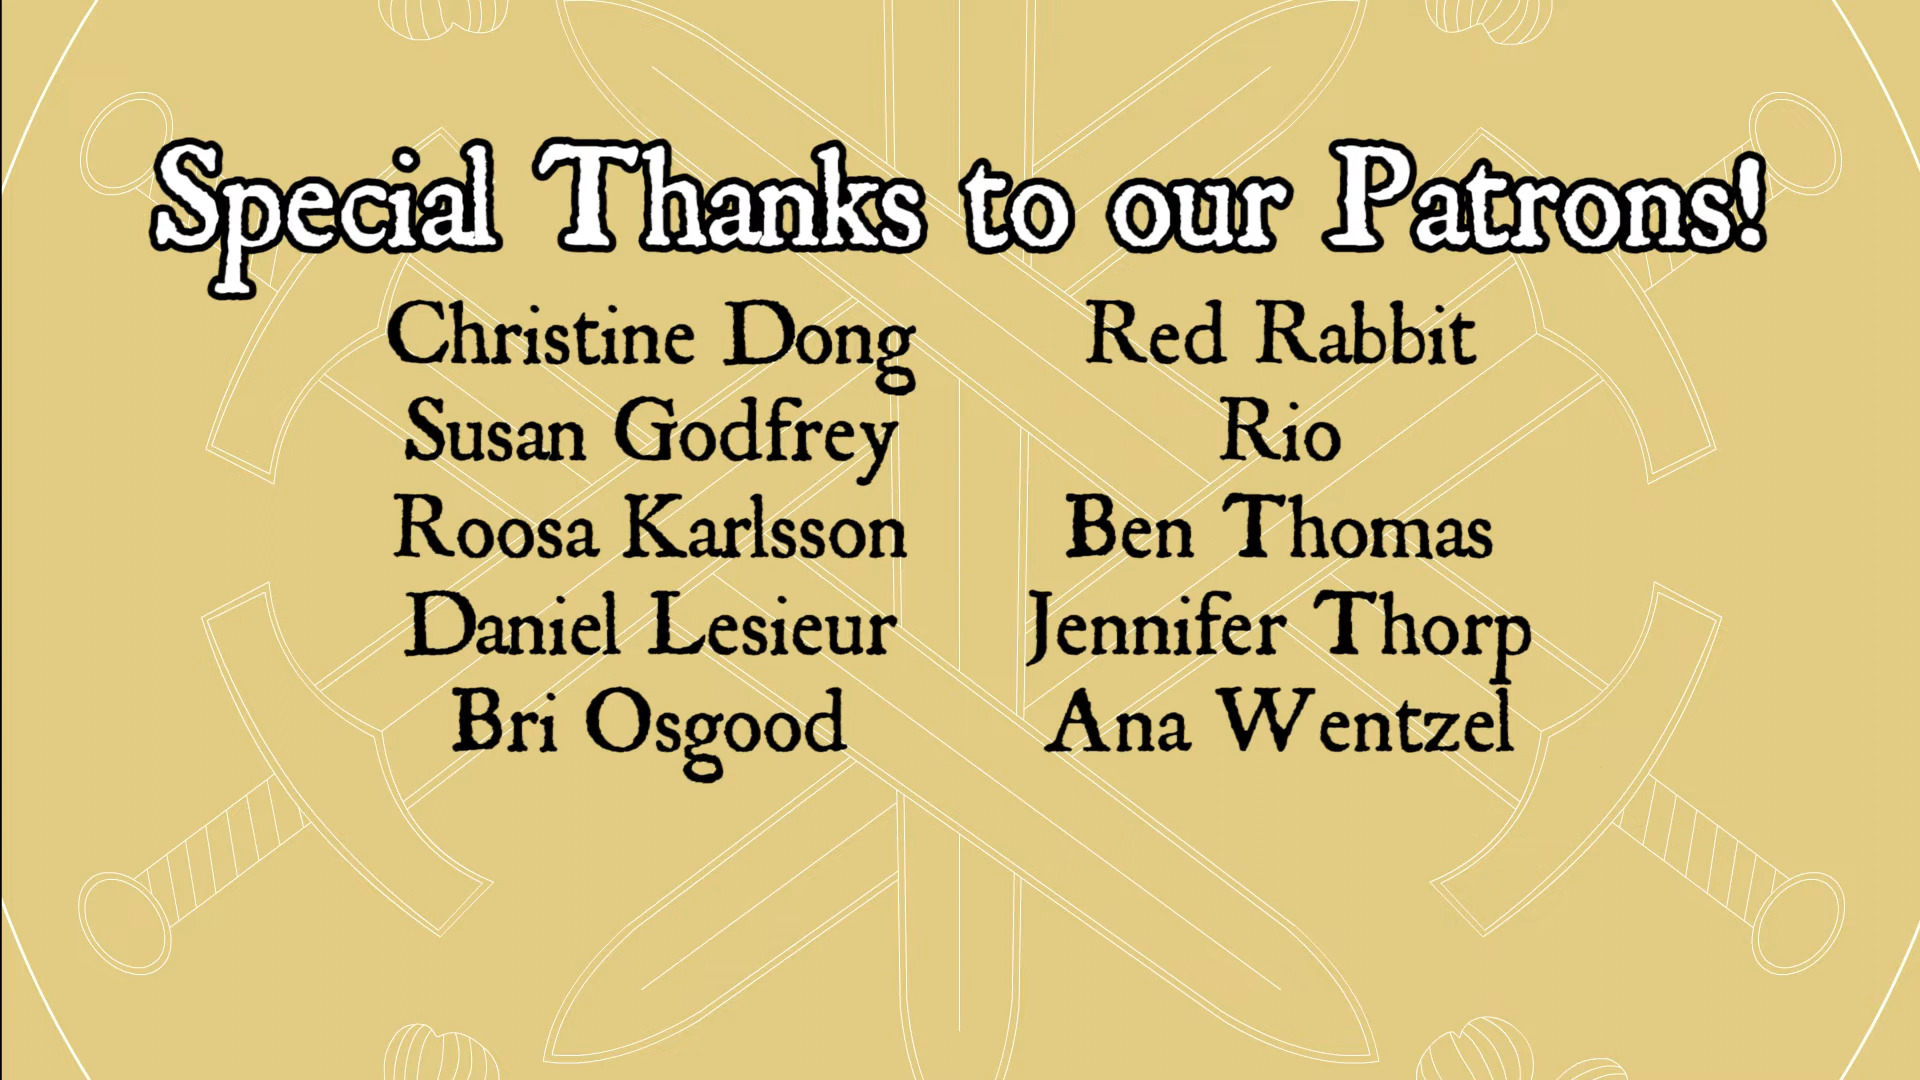 Special Thanks to our Patrons!
Christine Dong
Susan Godfrey
Roosa Karlsson
Daniel Lesieur
Bri Osgood
Red Rabbit
Rio
Ben Thomas
Jennifer Thorp
Ana Wentzel